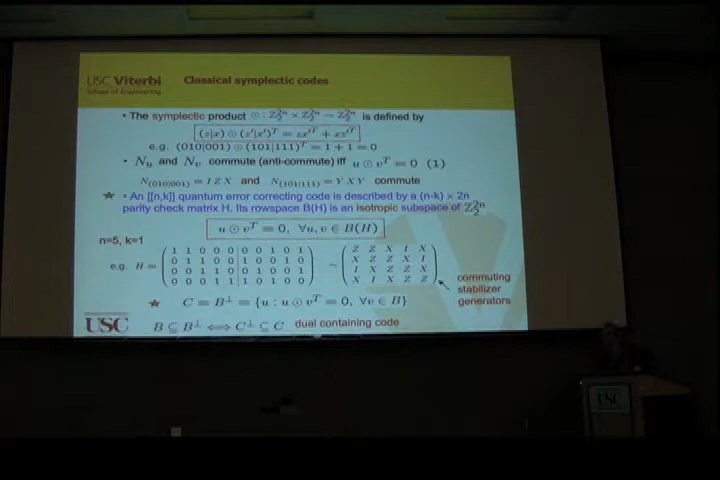 USC Viterbi
School of Engineering
Classical symplectic codes
• The symplectic product ⊙ : ℤ₂²ⁿ × ℤ₂²ⁿ → ℤ₂²ⁿ is defined by
(z|x) ⊙ (z'|x')ᵀ = zx'ᵀ + xz'ᵀ
e.g. (010|001) ⊙ (101|111)ᵀ = 1 + 1 = 0
• Nᵤ and Nᵥ commute (anti-commute) iff u ⊙ vᵀ = 0 (1)
N(010|001) = I Z X and N(101|111) = Y X Y commute
• An [[n,k]] quantum error correcting code is described by a (n-k) × 2n
parity check matrix H. Its rowspace B(H) is an isotropic subspace of ℤ₂²ⁿ
u ⊙ vᵀ = 0, ∀u, v ∈ B(H)
n=5, k=1
1 1 0 0 0 0 0 1 0 1 Z Z X I X
0 1 1 0 0 1 0 0 1 0 X Z Z X I
e.g. H = ~
0 0 1 1 0 0 1 0 0 1 I X Z Z X
0 0 0 1 1 1 0 1 0 0 X I X Z Z
commuting
stabilizer
generators
C = B⊥ = {u : u ⊙ vᵀ = 0, ∀v ∈ B}
USC
B ⊆ B⊥ ⟺ C⊥ ⊆ C dual containing code
USC